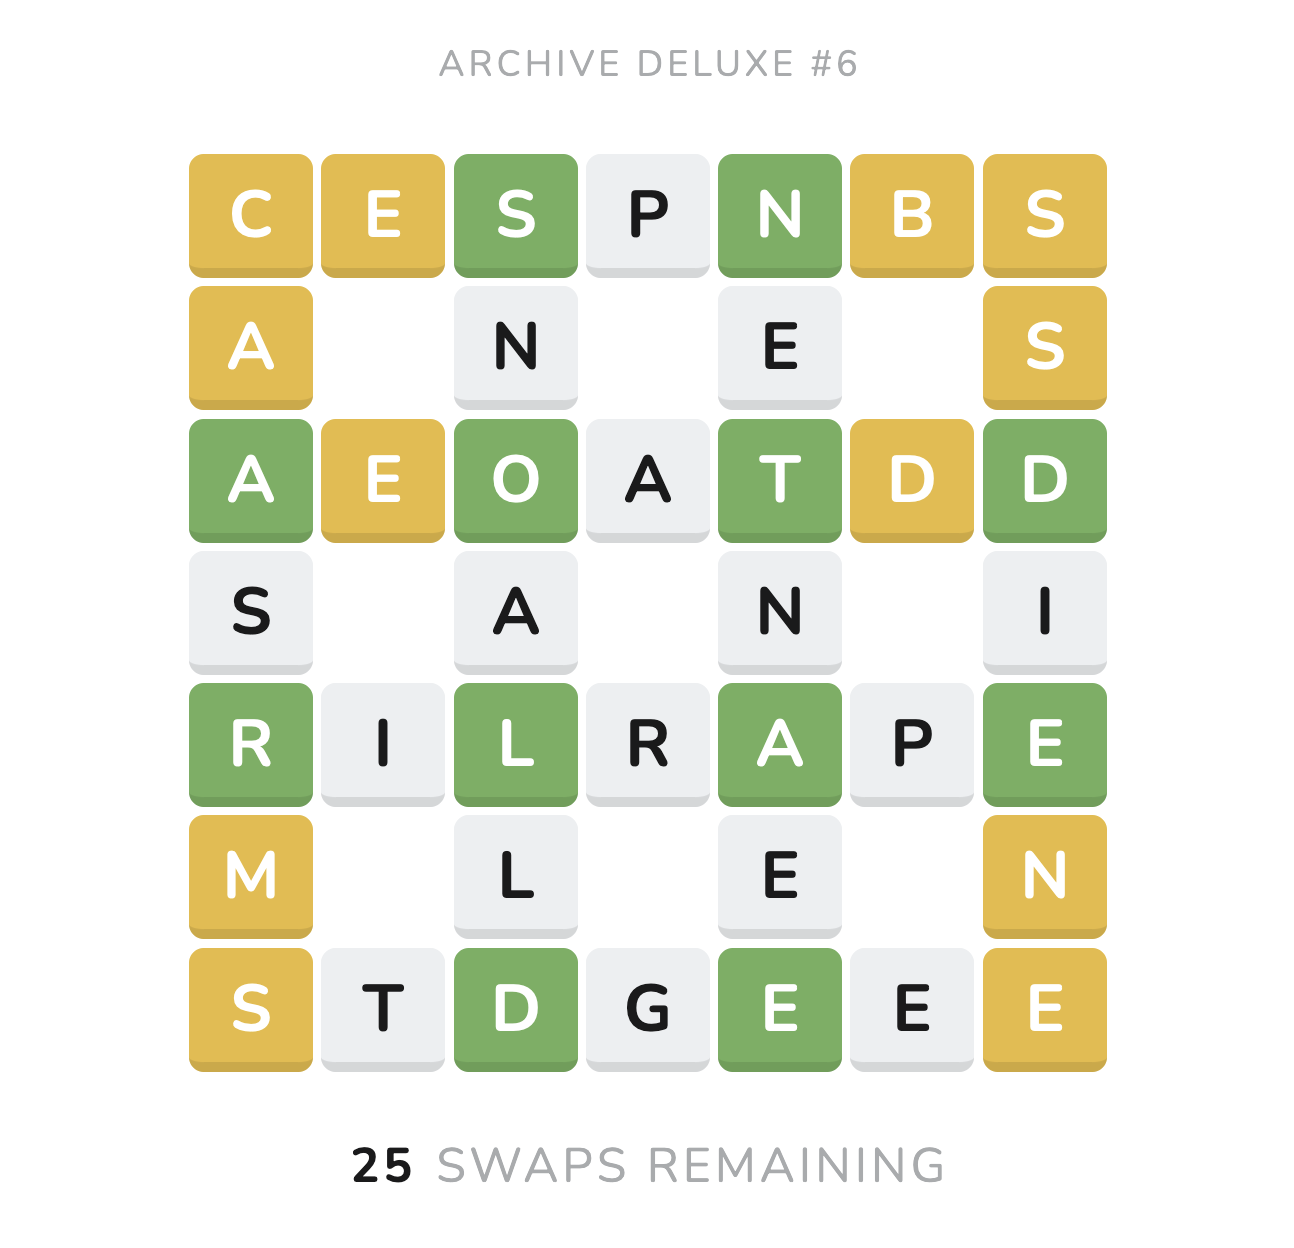 ARCHIVE DELUXE #6
C E S P N B S
A N E S
A E O A T D D
S A N I
R I L R A P E
M L E N
S T D G E E E
25 SWAPS REMAINING